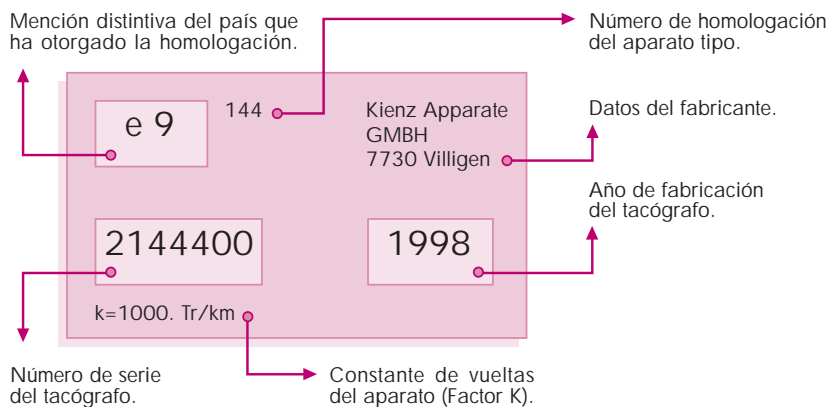 Mención distintiva del país que
ha otorgado la homologación.
Número de homologación
del aparato tipo.
e 9
144
Kienz Apparate
GMBH
7730 Villigen
Datos del fabricante.
Año de fabricación
del tacógrafo.
2144400
1998
k=1000. Tr/km
Número de serie
del tacógrafo.
Constante de vueltas
del aparato (Factor K).